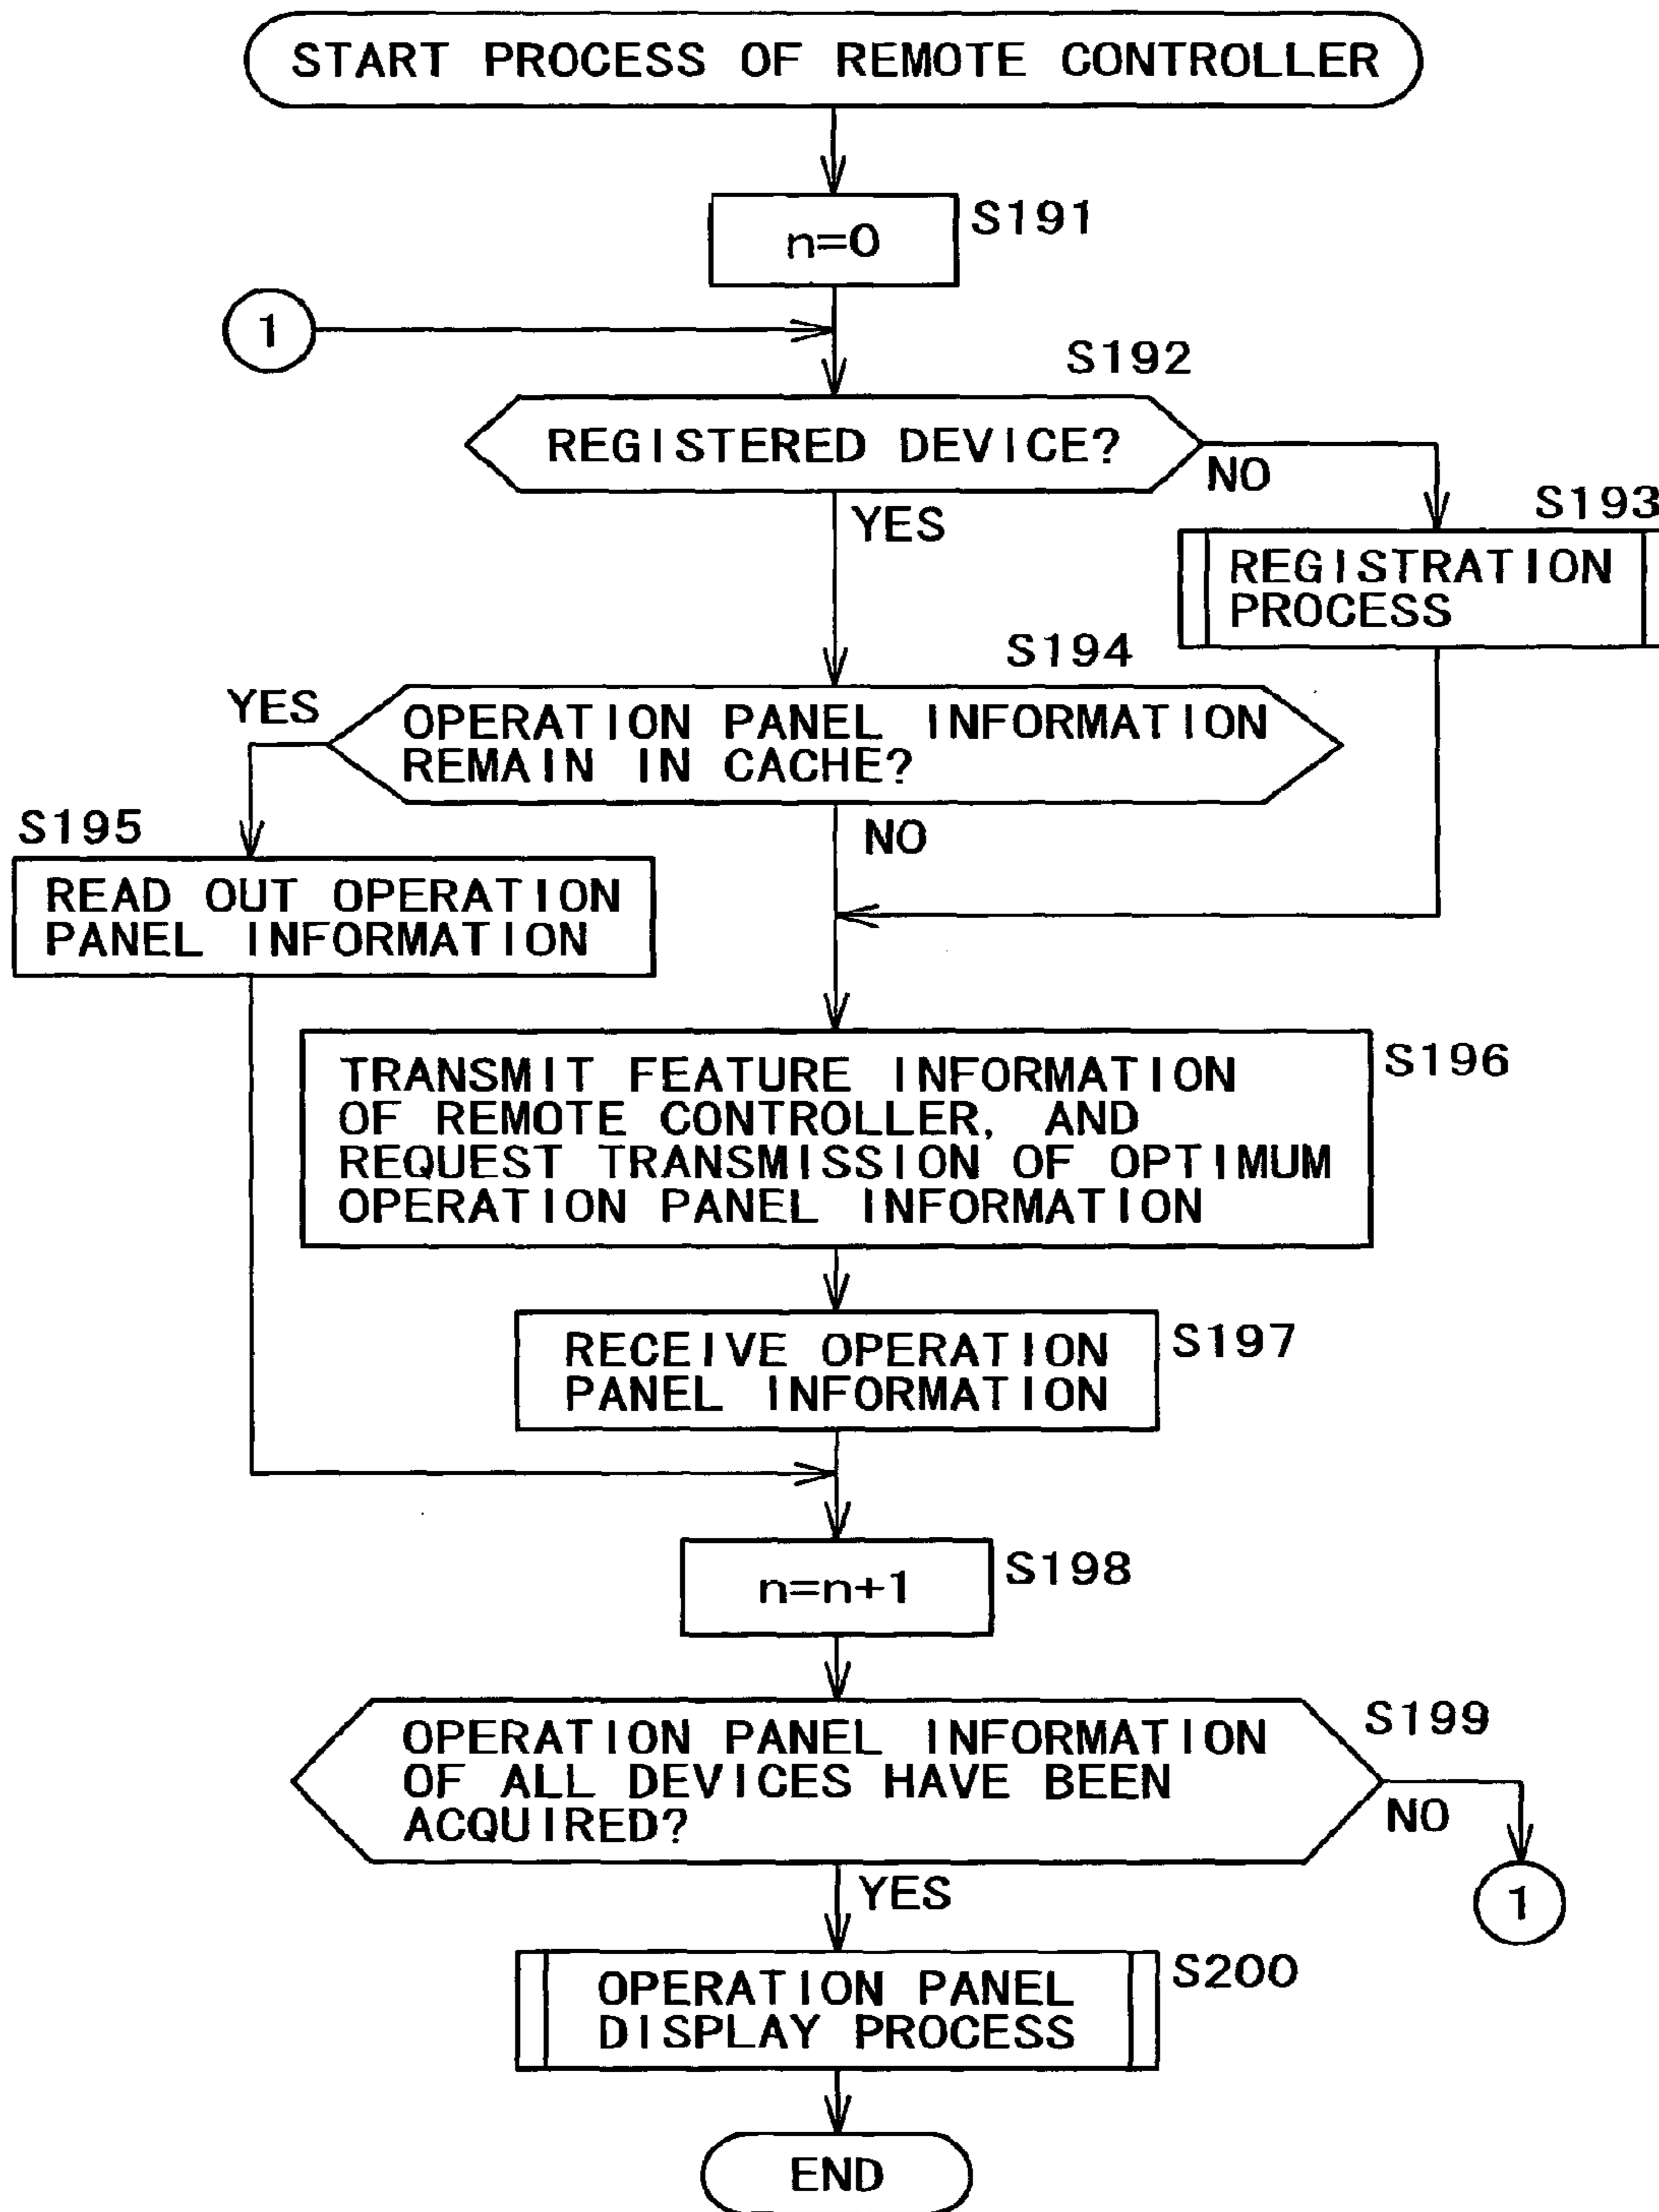 START PROCESS OF REMOTE CONTROLLER
n=0
S191
1
S192
REGISTERED DEVICE?
NO
YES
S193
REGISTRATION
PROCESS
S194
YES
OPERATION PANEL INFORMATION
REMAIN IN CACHE?
NO
S195
READ OUT OPERATION
PANEL INFORMATION
TRANSMIT FEATURE INFORMATION
OF REMOTE CONTROLLER, AND
REQUEST TRANSMISSION OF OPTIMUM
OPERATION PANEL INFORMATION
S196
RECEIVE OPERATION
PANEL INFORMATION
S197
n=n+1
S198
OPERATION PANEL INFORMATION
OF ALL DEVICES HAVE BEEN
ACQUIRED?
S199
NO
1
YES
OPERATION PANEL
DISPLAY PROCESS
S200
END